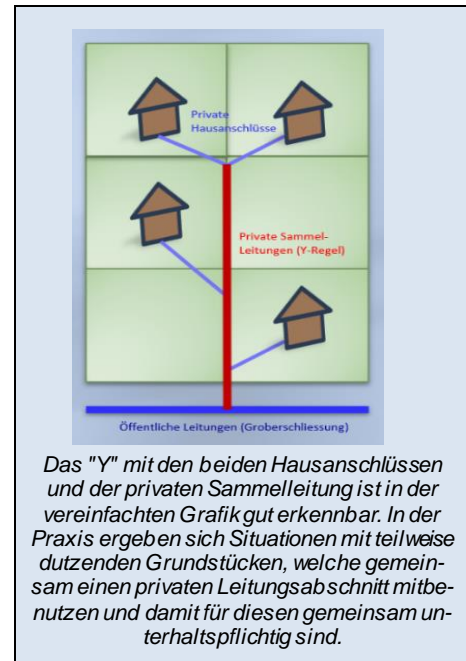 Private
Hausanschlüsse
Private Sammel-
Leitungen (Y-Regel)
Öffentliche Leitungen (Groberschliessung)
Das "Y" mit den beiden Hausanschlüssen
und der privaten Sammelleitung ist in der
vereinfachten Grafik gut erkennbar. In der
Praxis ergeben sich Situationen mit teilweise
dutzenden Grundstücken, welche gemein-
sam einen privaten Leitungsabschnitt mitbe-
nutzen und damit für diesen gemeinsam un-
terhaltspflichtig sind.